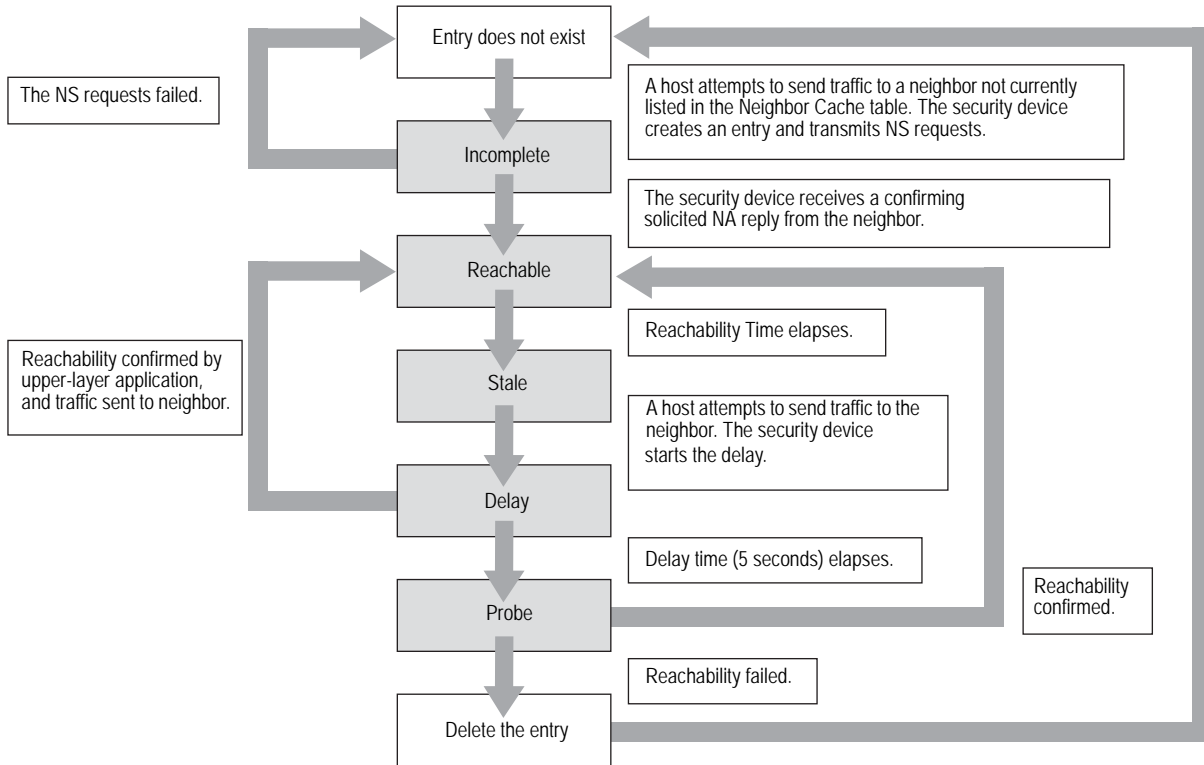 Entry does not exist
The NS requests failed.
A host attempts to send traffic to a neighbor not currently
listed in the Neighbor Cache table. The security device
creates an entry and transmits NS requests.
Incomplete
The security device receives a confirming
solicited NA reply from the neighbor.
Reachable
Reachability Time elapses.
Reachability confirmed by
upper-layer application,
and traffic sent to neighbor.
Stale
A host attempts to send traffic to the
neighbor. The security device
starts the delay.
Delay
Delay time (5 seconds) elapses.
Probe
Reachability
confirmed.
Reachability failed.
Delete the entry